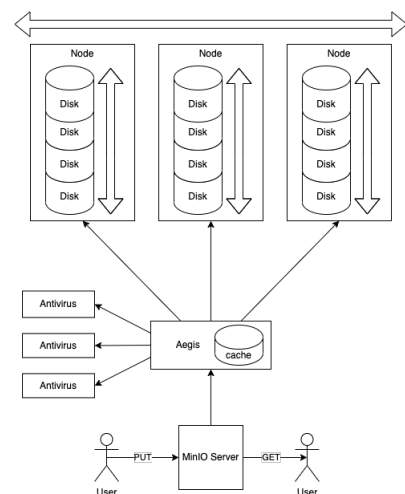 Node
Node
Node
Disk
Disk
Disk
Disk
Disk
Disk
Disk
Disk
Disk
Disk
Disk
Disk
Antivirus
Antivirus
Antivirus
Aegis
cache
PUT
MinIO Server
GET
User
User